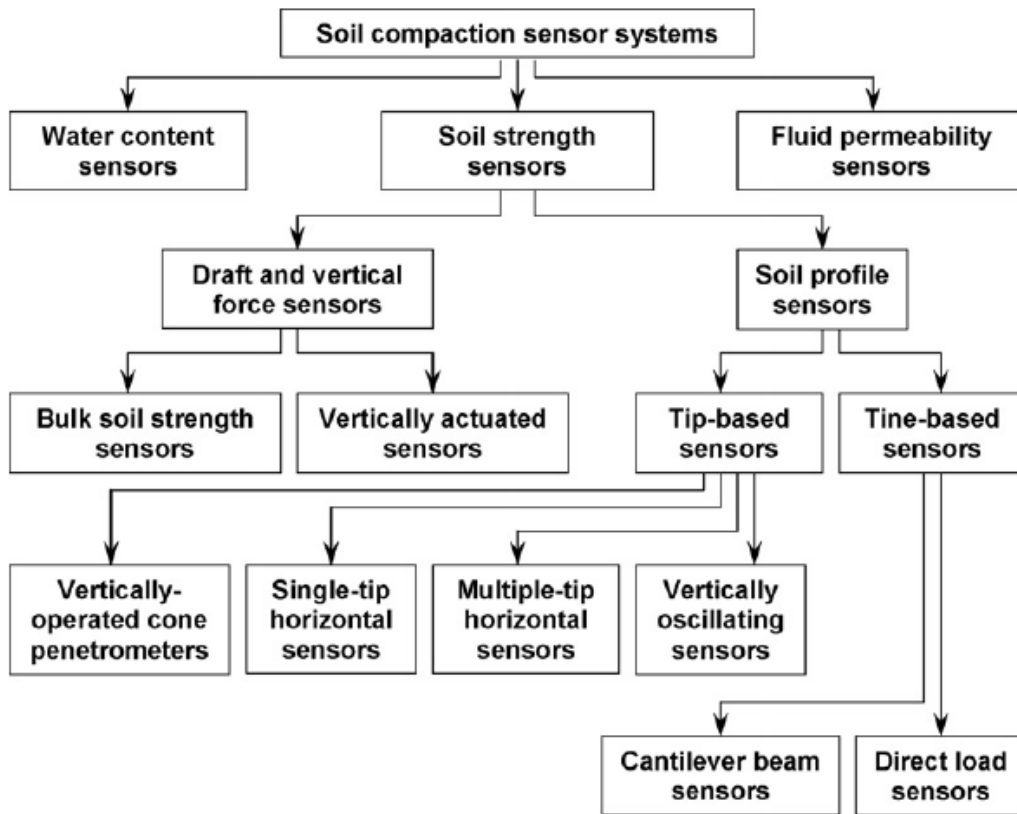 Soil compaction sensor systems
Water content
sensors
Soil strength
sensors
Fluid permeability
sensors
Draft and vertical
force sensors
Soil profile
sensors
Bulk soil strength
sensors
Vertically actuated
sensors
Tip-based
sensors
Tine-based
sensors
Vertically-
operated cone
penetrometers
Single-tip
horizontal
sensors
Multiple-tip
horizontal
sensors
Vertically
oscillating
sensors
Cantilever beam
sensors
Direct load
sensors